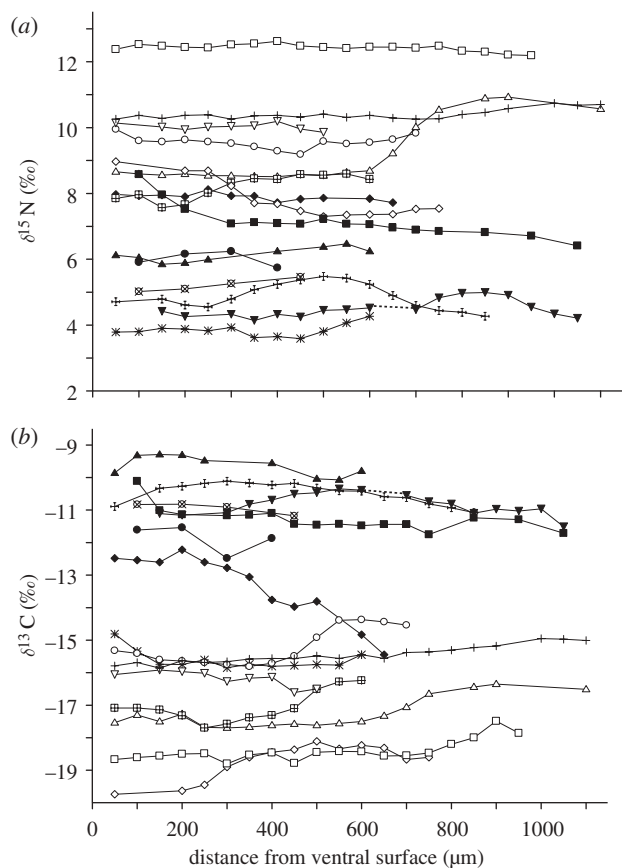 (a)
12
10
8
6
4
2
δ¹⁵N (‰)
(b)
–9
–11
–13
–15
–17
–19
δ¹³C (‰)
0 200 400 600 800 1000
distance from ventral surface (µm)